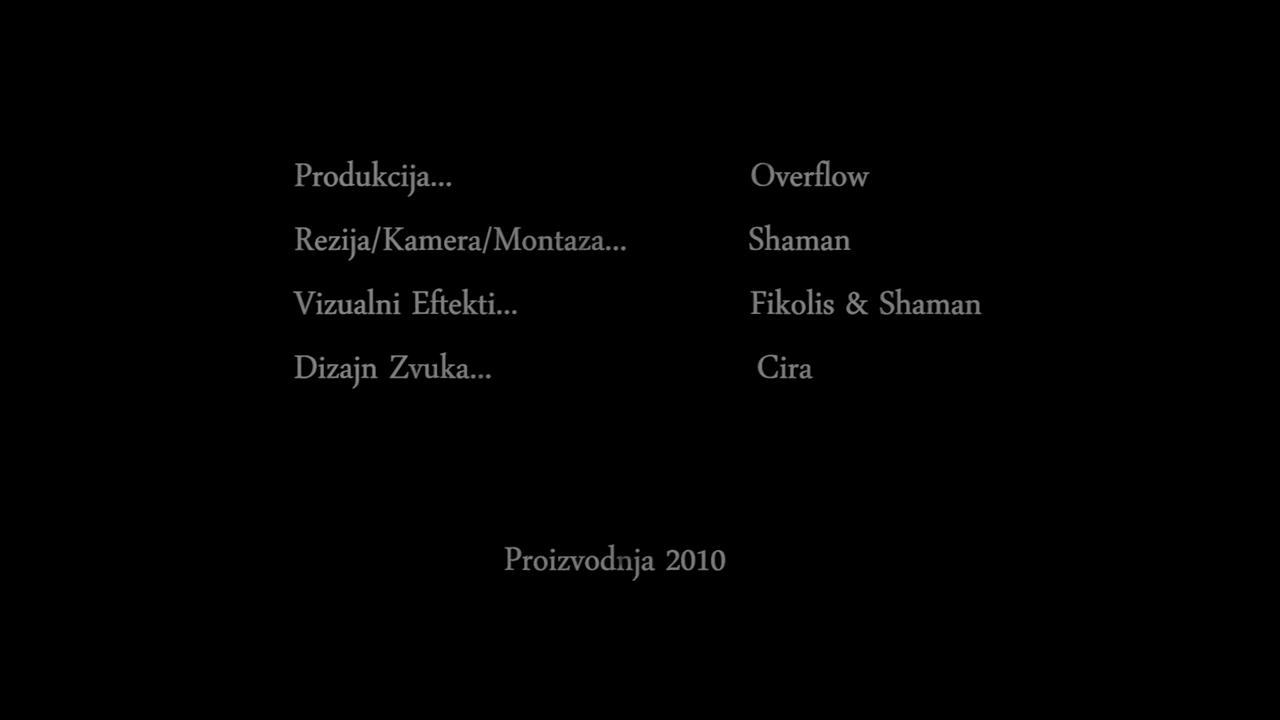 Produkcija... Overflow
Rezija/Kamera/Montaza... Shaman
Vizualni Eftekti... Fikolis & Shaman
Dizajn Zvuka... Cira
Proizvodnja 2010